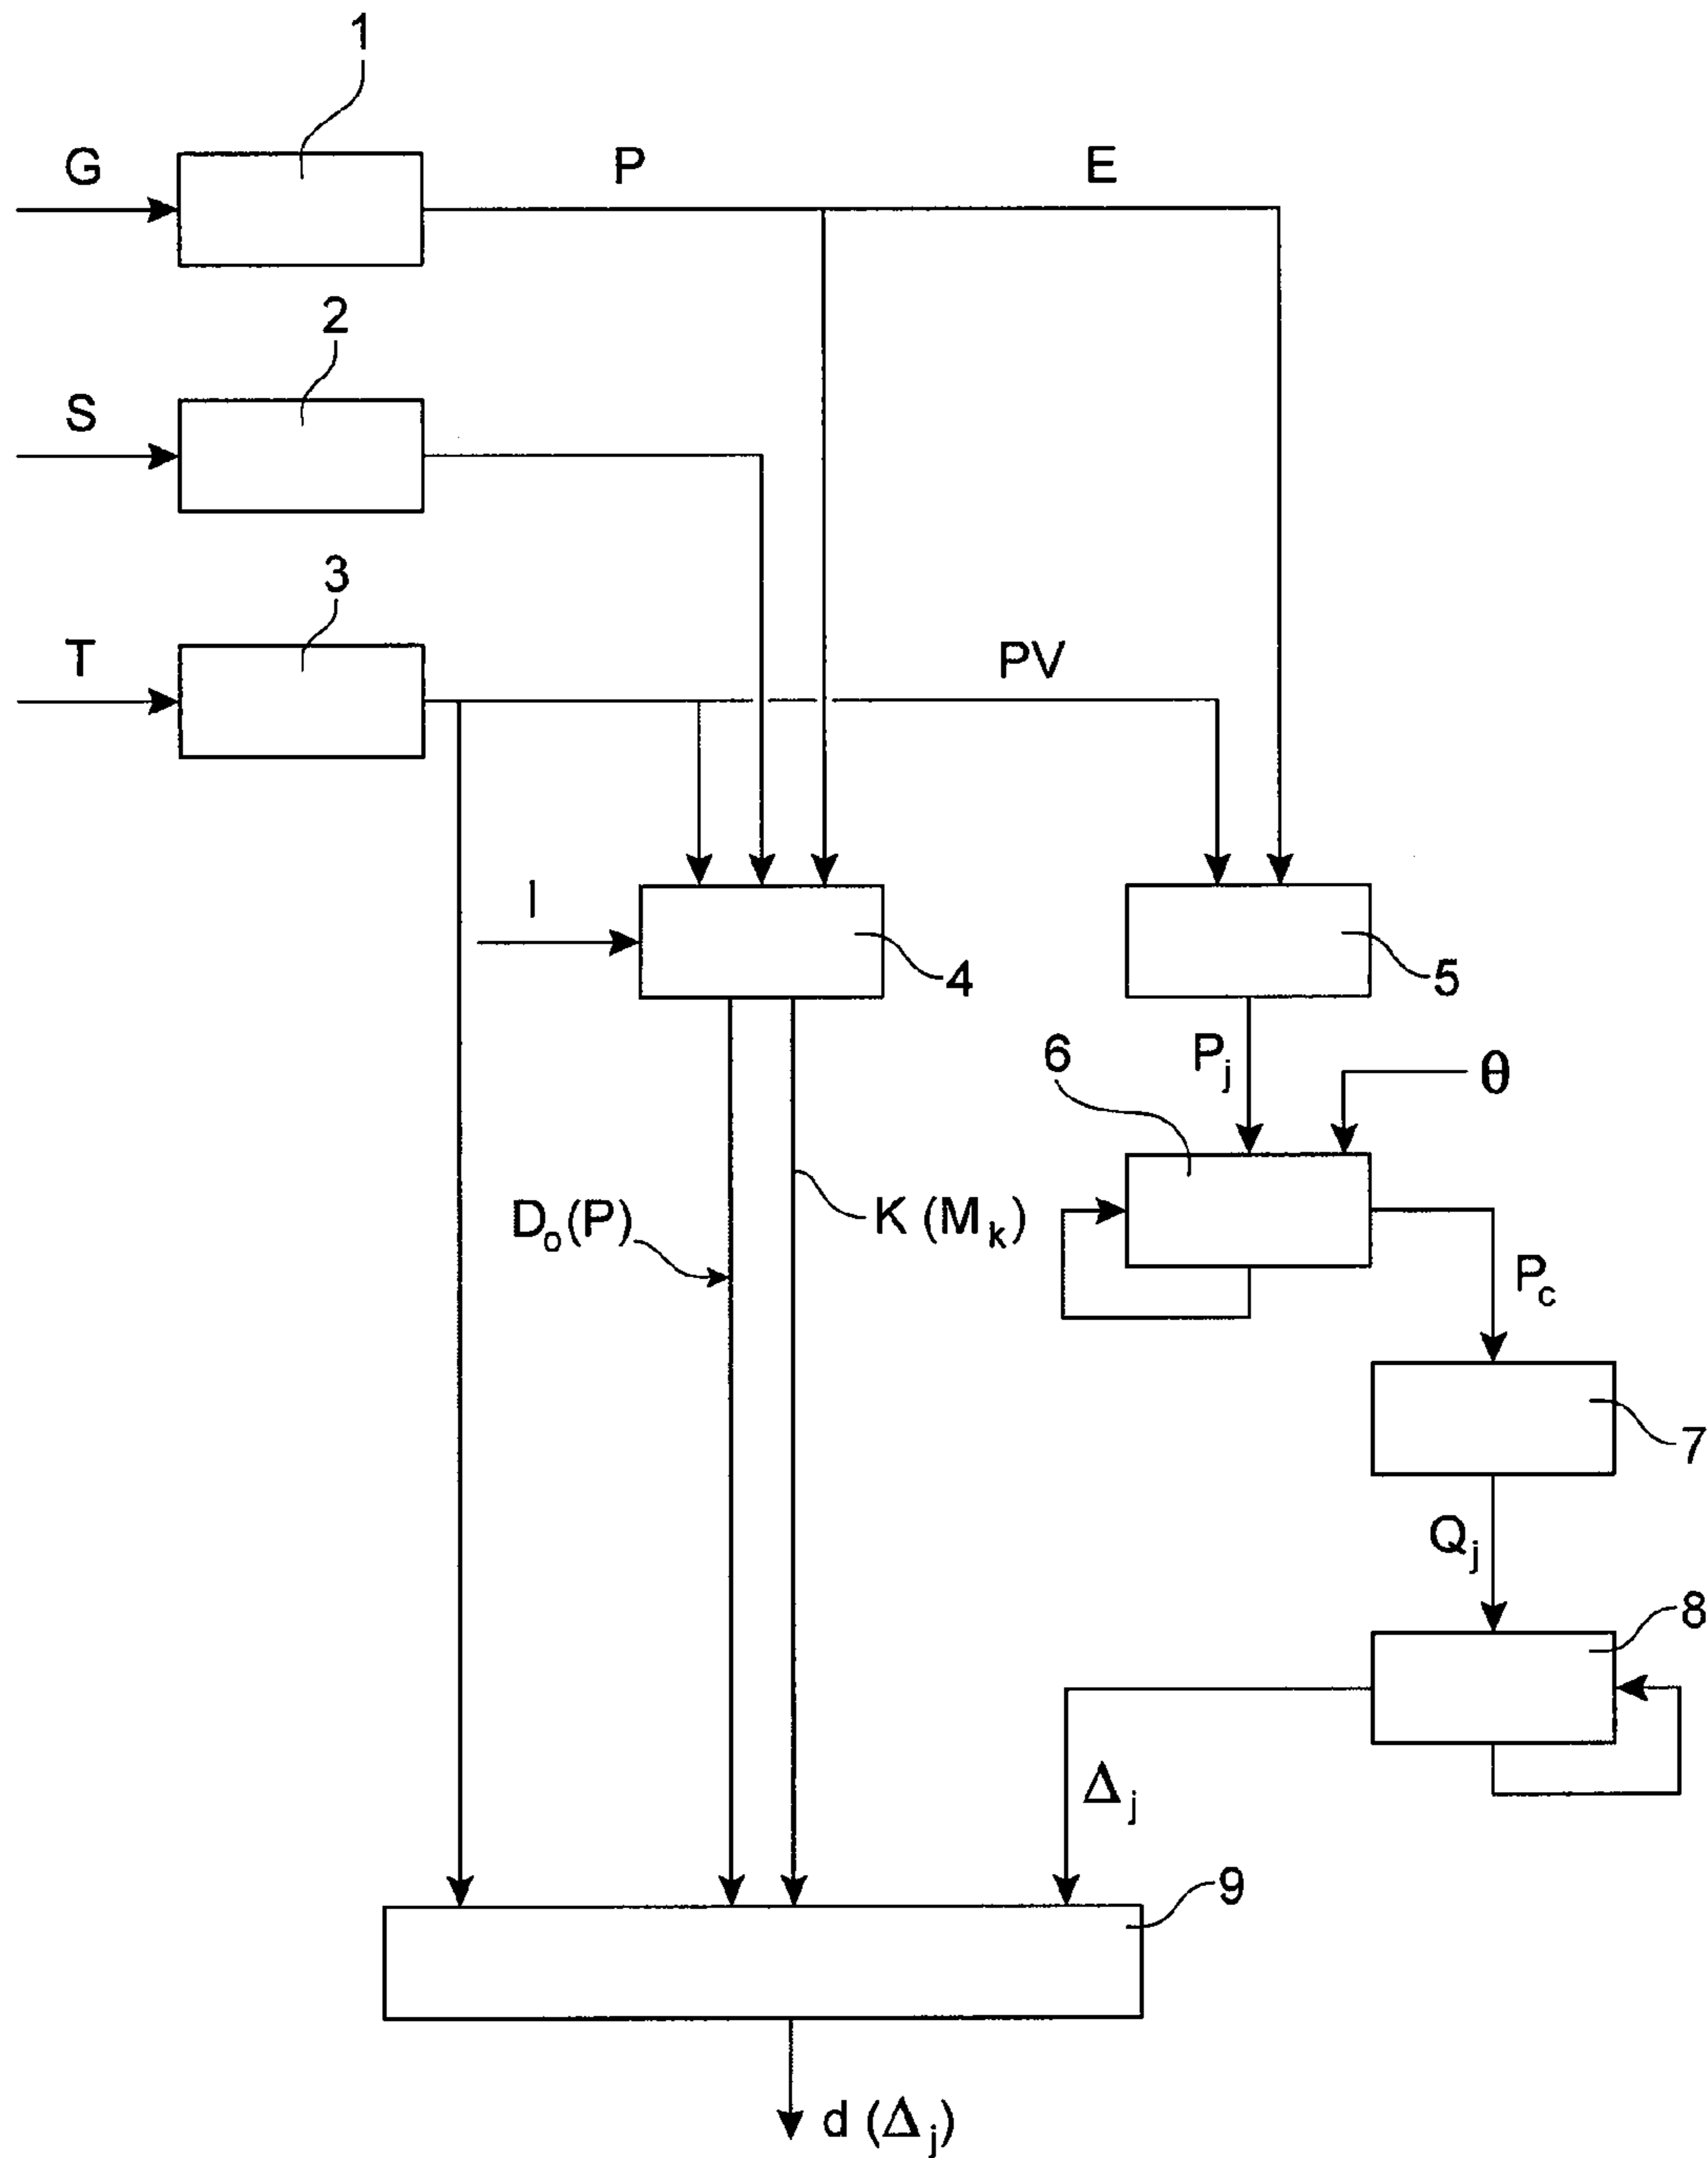 1
G
P
E
2
S
3
T
PV
I
4
5
6
P_j
θ
D_o(P)
K (M_k)
P_c
7
Q_j
8
Δ_j
9
d (Δ_j)